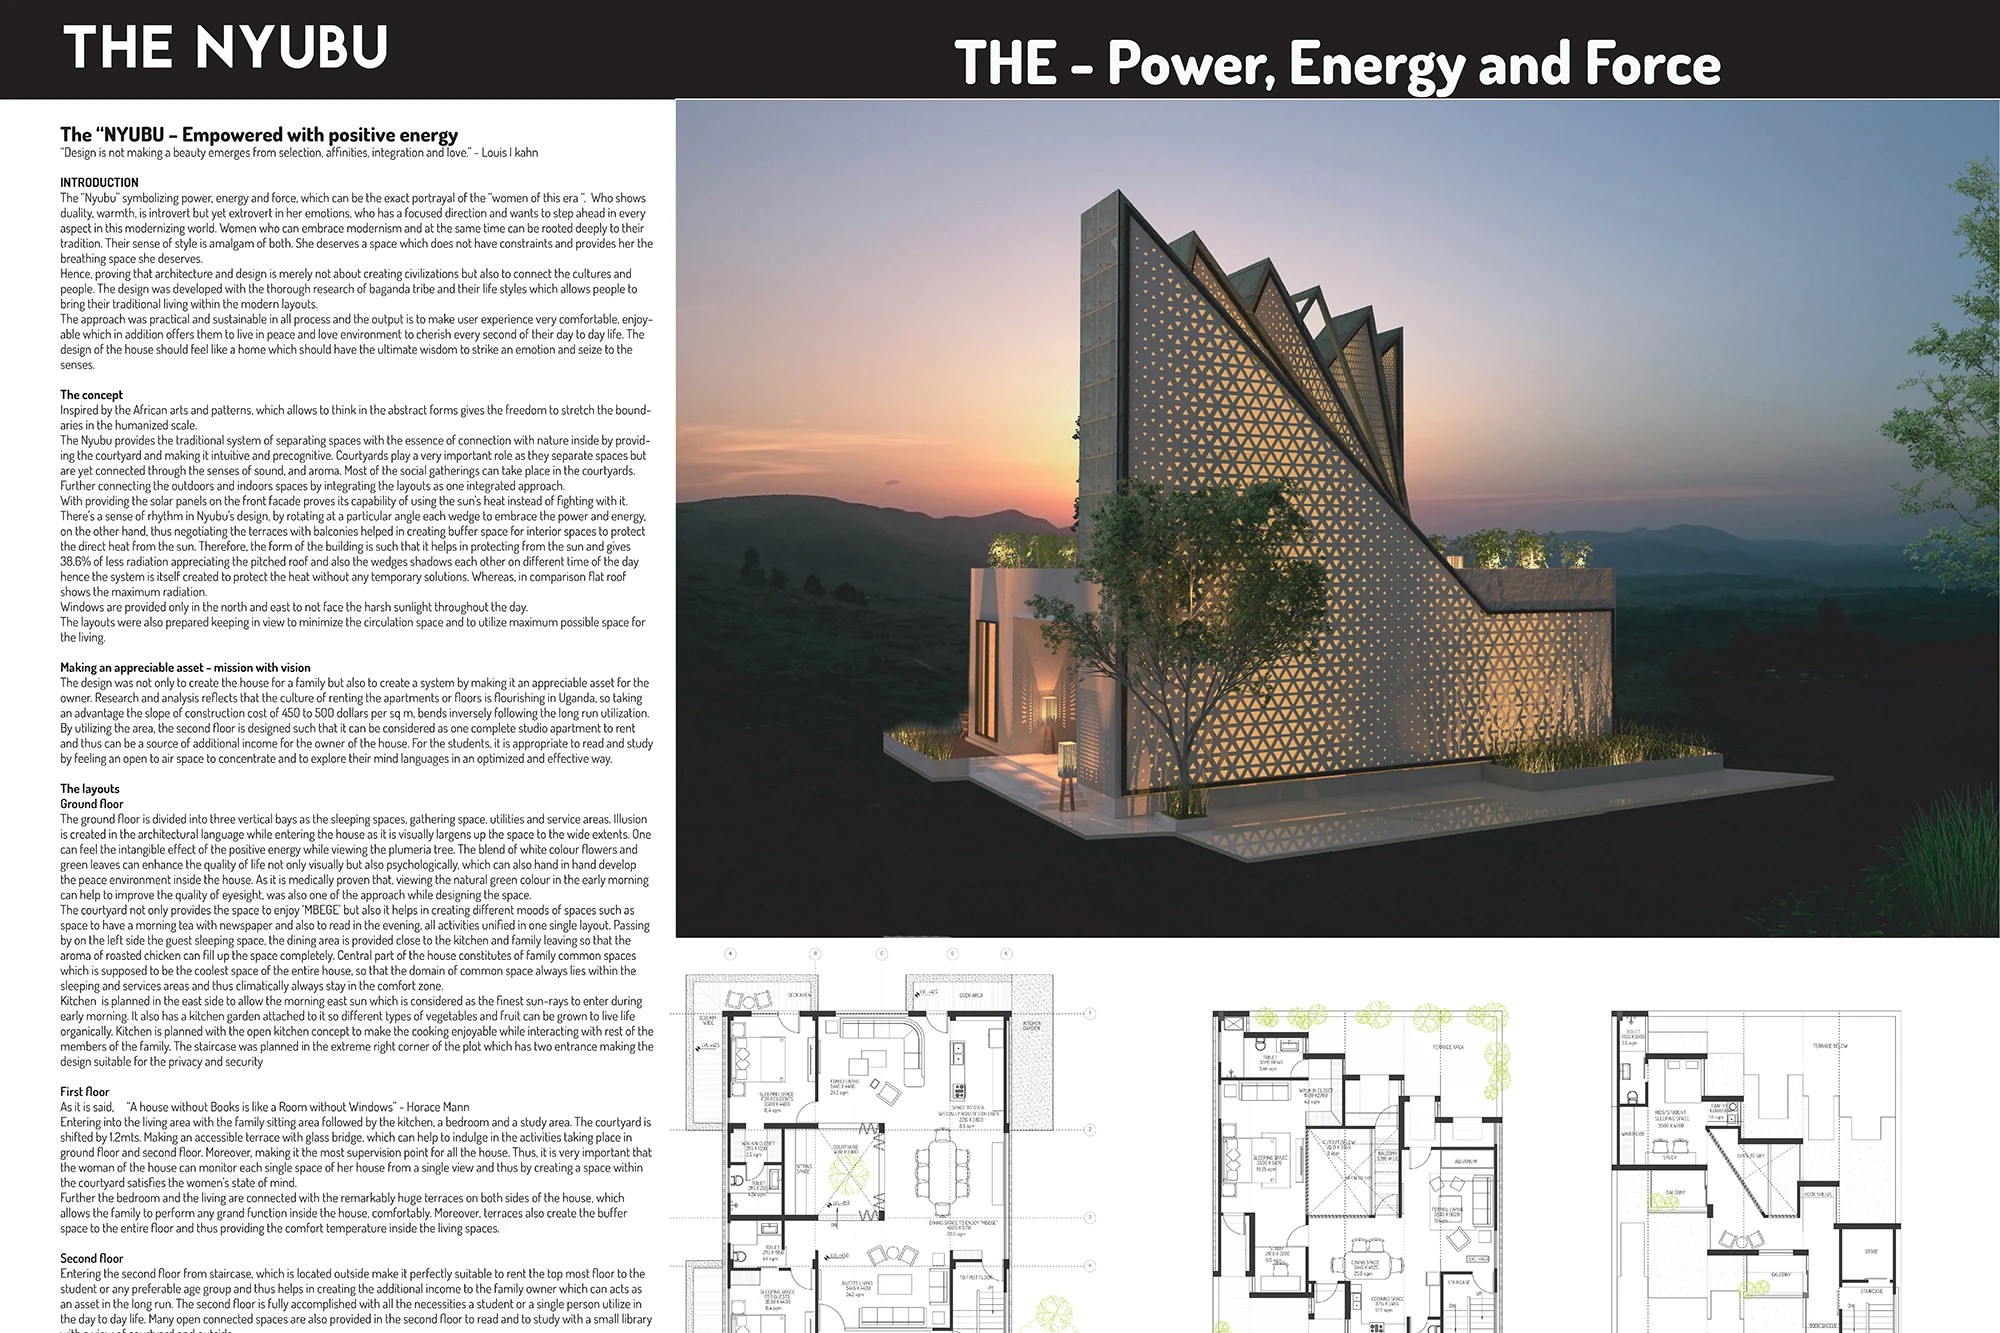 THE NYUBU
THE - Power, Energy and Force
The “NYUBU – Empowered with positive energy
“Design is not making a beauty emerges from selection, affinities, integration and love.” - Louis I kahn
INTRODUCTION
The “Nyubu” symbolizing power, energy and force, which can be the exact portrayal of the “women of this era “. Who shows
duality, warmth, is introvert but yet extrovert in her emotions, who has a focused direction and wants to step ahead in every
aspect in this modernizing world. Women who can embrace modernism and at the same time can be rooted deeply to their
tradition. Their sense of style is amalgam of both. She deserves a space which does not have constraints and provides her the
breathing space she deserves.
Hence, proving that architecture and design is merely not about creating civilizations but also to connect the cultures and
people. The design was developed with the thorough research of baganda tribe and their life styles which allows people to
bring their traditional living within the modern layouts.
The approach was practical and sustainable in all process and the output is to make user experience very comfortable, enjoy-
able which in addition offers them to live in peace and love environment to cherish every second of their day to day life. The
design of the house should feel like a home which should have the ultimate wisdom to strike an emotion and seize to the
senses.
The concept
Inspired by the African arts and patterns, which allows to think in the abstract forms gives the freedom to stretch the bound-
aries in the humanized scale.
The Nyubu provides the traditional system of separating spaces with the essence of connection with nature inside by provid-
ing the courtyard and making it intuitive and precognitive. Courtyards play a very important role as they separate spaces but
are yet connected through the senses of sound, and aroma. Most of the social gatherings can take place in the courtyards.
Further connecting the outdoors and indoors spaces by integrating the layouts as one integrated approach.
With providing the solar panels on the front facade proves its capability of using the sun's heat instead of fighting with it.
There's a sense of rhythm in Nyubu's design, by rotating at a particular angle each wedge to embrace the power and energy,
on the other hand, thus negotiating the terraces with balconies helped in creating buffer space for interior spaces to protect
the direct heat from the sun. Therefore, the form of the building is such that it helps in protecting from the sun and gives
38.6% of less radiation appreciating the pitched roof and also the wedges shadows each other on different time of the day
hence the system is itself created to protect the heat without any temporary solutions. Whereas, in comparison flat roof
shows the maximum radiation.
Windows are provided only in the north and east to not face the harsh sunlight throughout the day.
The layouts were also prepared keeping in view to minimize the circulation space and to utilize maximum possible space for
the living.
Making an appreciable asset - mission with vision
The design was not only to create the house for a family but also to create a system by making it an appreciable asset for the
owner. Research and analysis reflects that the culture of renting the apartments or floors is flourishing in Uganda, so taking
an advantage the slope of construction cost of 450 to 500 dollars per sq m, bends inversely following the long run utilization.
By utilizing the area, the second floor is designed such that it can be considered as one complete studio apartment to rent
and thus can be a source of additional income for the owner of the house. For the students, it is appropriate to read and study
by feeling an open to air space to concentrate and to explore their mind languages in an optimized and effective way.
The layouts
Ground floor
The ground floor is divided into three vertical bays as the sleeping spaces, gathering space, utilities and service areas. Illusion
is created in the architectural language while entering the house as it is visually largens up the space to the wide extents. One
can feel the intangible effect of the positive energy while viewing the plumeria tree. The blend of white colour flowers and
green leaves can enhance the quality of life not only visually but also psychologically, which can also hand in hand develop
the peace environment inside the house. As it is medically proven that, viewing the natural green colour in the early morning
can help to improve the quality of eyesight, was also one of the approach while designing the space.
The courtyard not only provides the space to enjoy 'MBEGE' but also it helps in creating different moods of spaces such as
space to have a morning tea with newspaper and also to read in the evening, all activities unified in one single layout. Passing
by on the left side the guest sleeping space, the dining area is provided close to the kitchen and family leaving so that the
aroma of roasted chicken can fill up the space completely. Central part of the house constitutes of family common spaces
which is supposed to be the coolest space of the entire house, so that the domain of common space always lies within the
sleeping and services areas and thus climatically always stay in the comfort zone.
Kitchen is planned in the east side to allow the morning east sun which is considered as the finest sun-rays to enter during
early morning. It also has a kitchen garden attached to it so different types of vegetables and fruit can be grown to live life
organically. Kitchen is planned with the open kitchen concept to make the cooking enjoyable while interacting with rest of the
members of the family. The staircase was planned in the extreme right corner of the plot which has two entrance making the
design suitable for the privacy and security
First floor
As it is said, “A house without Books is like a Room without Windows” - Horace Mann
Entering into the living area with the family sitting area followed by the kitchen, a bedroom and a study area. The courtyard is
shifted by 1.2mts. Making an accessible terrace with glass bridge, which can help to indulge in the activities taking place in
ground floor and second floor. Moreover, making it the most supervision point for all the house. Thus, it is very important that
the woman of the house can monitor each single space of her house from a single view and thus by creating a space within
the courtyard satisfies the women's state of mind.
Further the bedroom and the living are connected with the remarkably huge terraces on both sides of the house, which
allows the family to perform any grand function inside the house, comfortably. Moreover, terraces also create the buffer
space to the entire floor and thus providing the comfort temperature inside the living spaces.
Second floor
Entering the second floor from staircase, which is located outside make it perfectly suitable to rent the top most floor to the
student or any preferable age group and thus helps in creating the additional income to the family owner which can acts as
an asset in the long run. The second floor is fully accomplished with all the necessities a student or a single person utilize in
the day to day life. Many open connected spaces are also provided in the second floor to read and to study with a small library
A
B
DECK AREA
DECK AREA
KITCHEN
GARDEN
1
FAMILY LIVING
SLEEPING SPACE
FOR RESIDENTS
SPACE TO COOK
2
COURTYARD
SITTING
SPACE
3
DINING SPACE TO ENJOY "MBEGE"
TOILET
4
GUESTS LIVING
TO FIRST FLOOR
UP
SLEEPING SPACE
FOR GUESTS
TERRACE AREA
TOILET
WALK IN CLOSET
SLEEPING SPACE
BALCONY
AQUARIUM
FORMAL LIVING
STUDY
DINING SPACE
STAIRCASE
COOKING SPACE
DN
UP
TOILET
TERRACE BELOW
KIDS/STUDENT
SLEEPING SPACE
PANTRY
WARDROBE
STUDY
OPEN TO SKY
BALCONY
BOOK SHELVE
STORE
BALCONY
STAIRCASE
DN
BOOK SHELVE